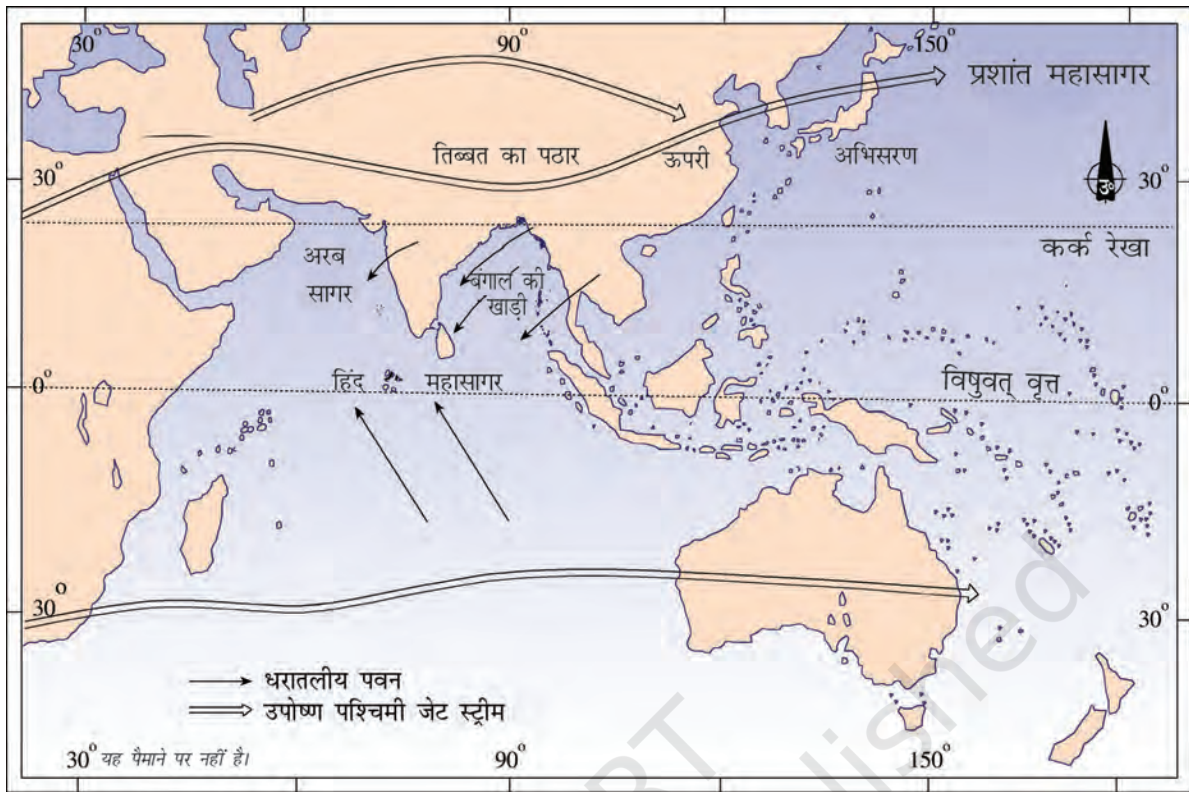 30°
90°
150°
प्रशांत महासागर
तिब्बत का पठार
ऊपरी
अभिसरण
30°
30°
उ॰
कर्क रेखा
अरब
सागर
बंगाल की
खाड़ी
हिंद
महासागर
विषुवत् वृत्त
0°
0°
30°
30°
धरातलीय पवन
उपोष्ण पश्चिमी जेट स्ट्रीम
30°
यह पैमाने पर नहीं है।
90°
150°